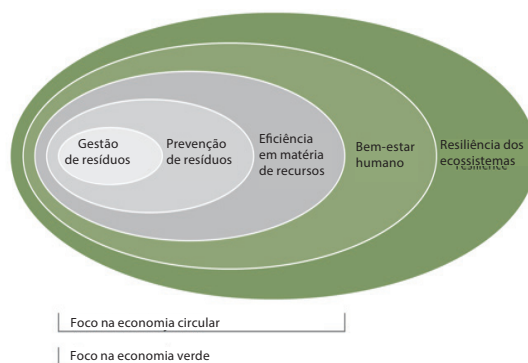 Gestão
de resíduos
Prevenção
de resíduos
Eficiência
em matéria
de recursos
Bem-estar
humano
Resiliência dos
ecossistemas
resilience
Foco na economia circular
Foco na economia verde